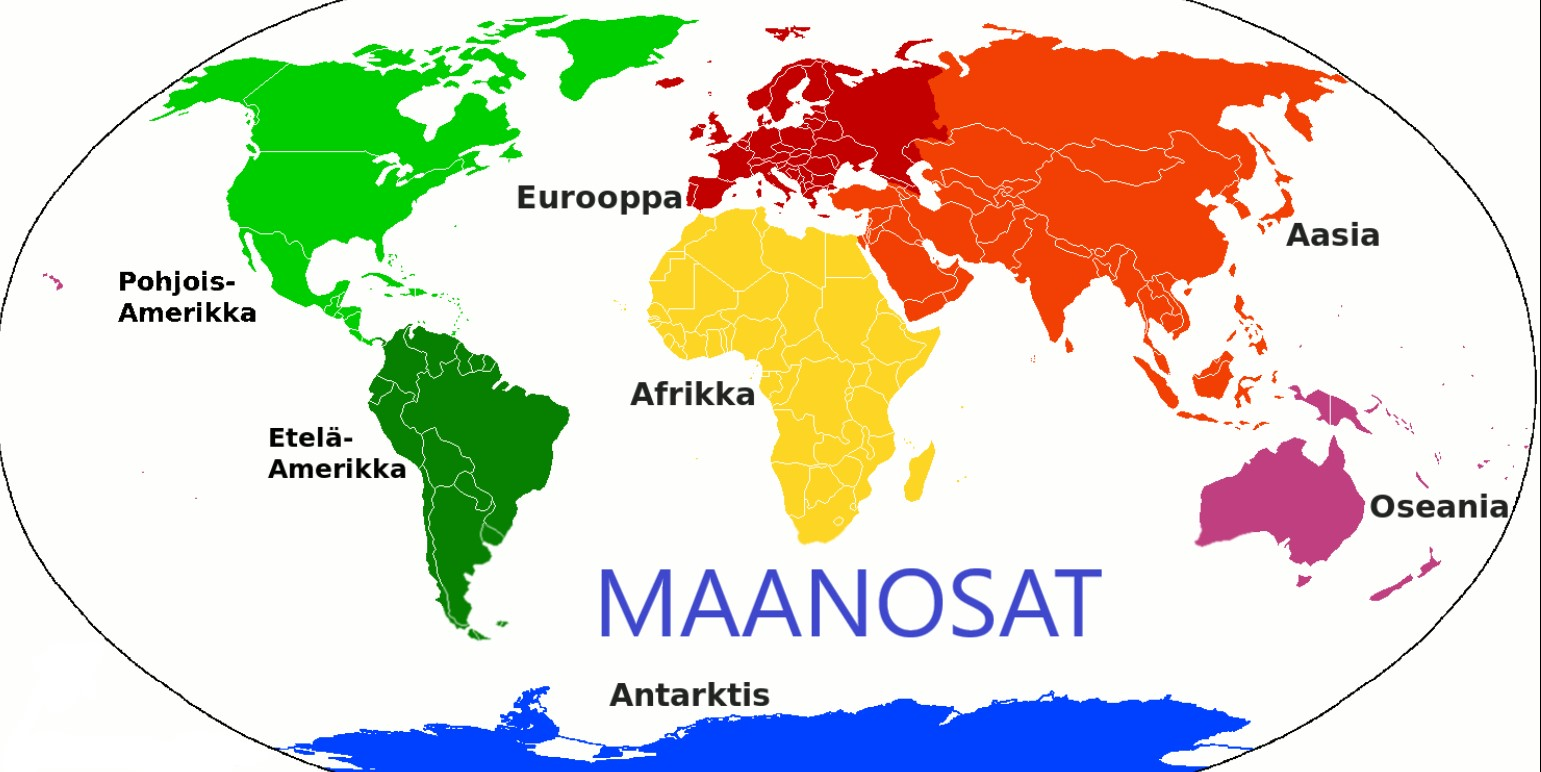 Eurooppa
Aasia
Pohjois-
Amerikka
Afrikka
Etelä-
Amerikka
Oseania
MAANOSAT
Antarktis